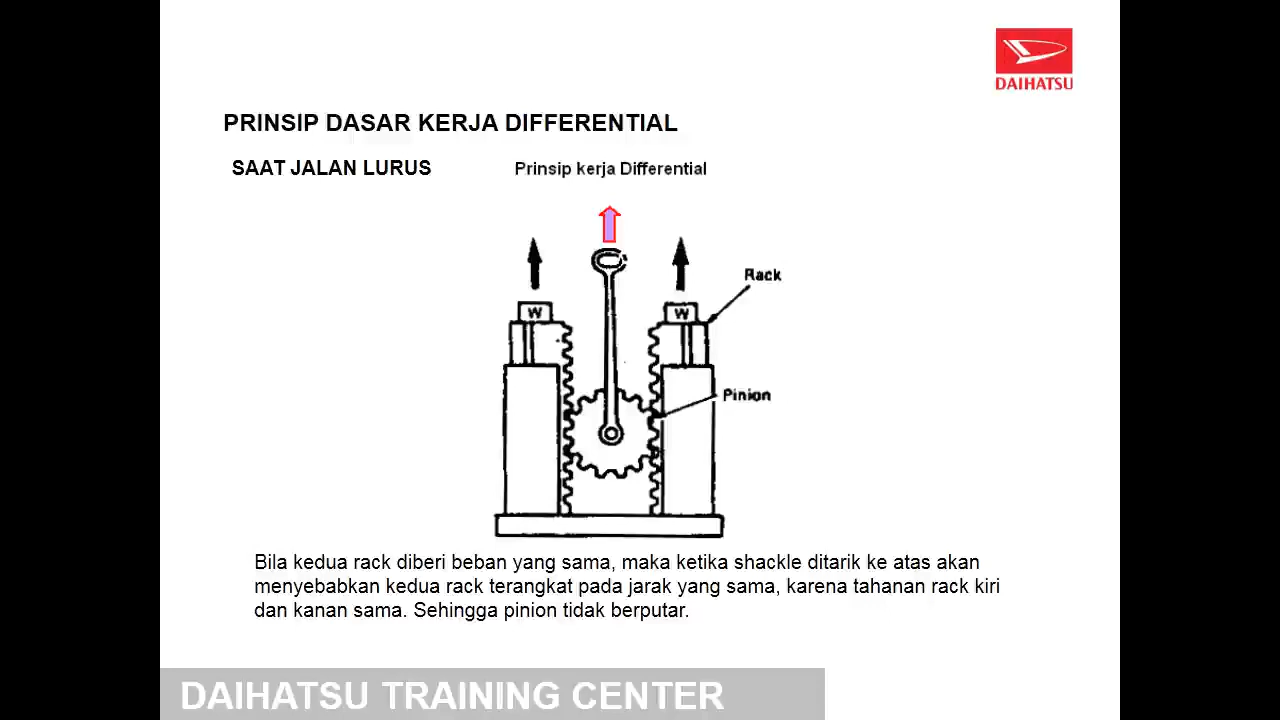 DAIHATSU
PRINSIP DASAR KERJA DIFFERENTIAL
SAAT JALAN LURUS
Prinsip kerja Differential
Rack
W
W
Pinion
Bila kedua rack diberi beban yang sama, maka ketika shackle ditarik ke atas akan
menyebabkan kedua rack terangkat pada jarak yang sama, karena tahanan rack kiri
dan kanan sama. Sehingga pinion tidak berputar.
DAIHATSU TRAINING CENTER